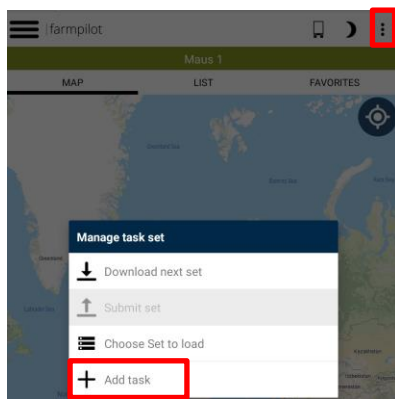 |farmpilot
Maus 1
MAP LIST FAVORITES
Manage task set
Download next set
Submit set
Choose Set to load
Add task